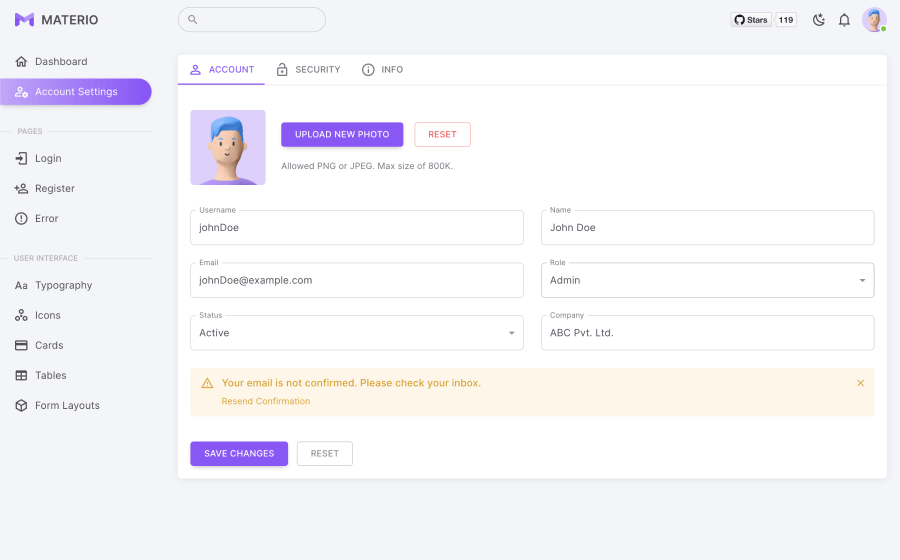 MATERIO
Stars
119
Dashboard
Account Settings
PAGES
Login
Register
Error
USER INTERFACE
Aa Typography
Icons
Cards
Tables
Form Layouts
ACCOUNT
SECURITY
INFO
UPLOAD NEW PHOTO
RESET
Allowed PNG or JPEG. Max size of 800K.
Username
johnDoe
Name
John Doe
Email
johnDoe@example.com
Role
Admin
Status
Active
Company
ABC Pvt. Ltd.
Your email is not confirmed. Please check your inbox.
Resend Confirmation
SAVE CHANGES
RESET